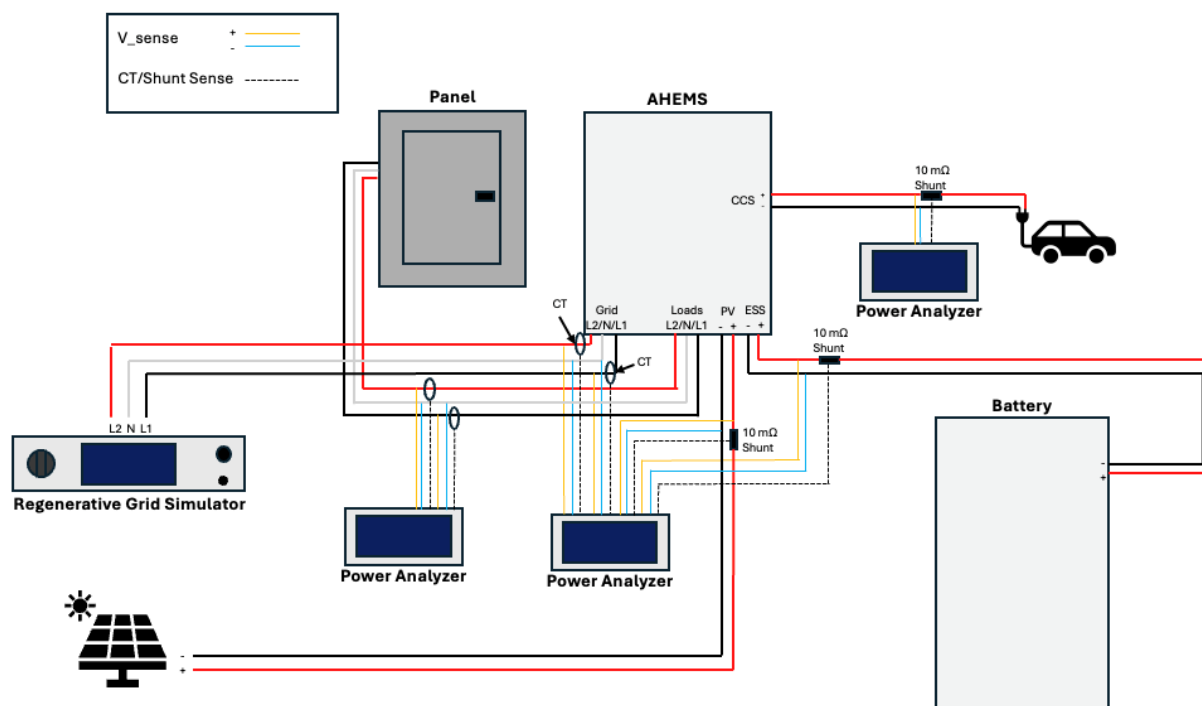 V_sense
+
-
CT/Shunt Sense
Panel
AHEMS
10 mΩ
Shunt
CCS
+
-
Power Analyzer
CT
Grid
Loads
PV
ESS
L2/N/L1
L2/N/L1
- +
- +
10 mΩ
Shunt
CT
Battery
L2 N L1
10 mΩ
Shunt
-
+
Regenerative Grid Simulator
Power Analyzer
Power Analyzer
-
+